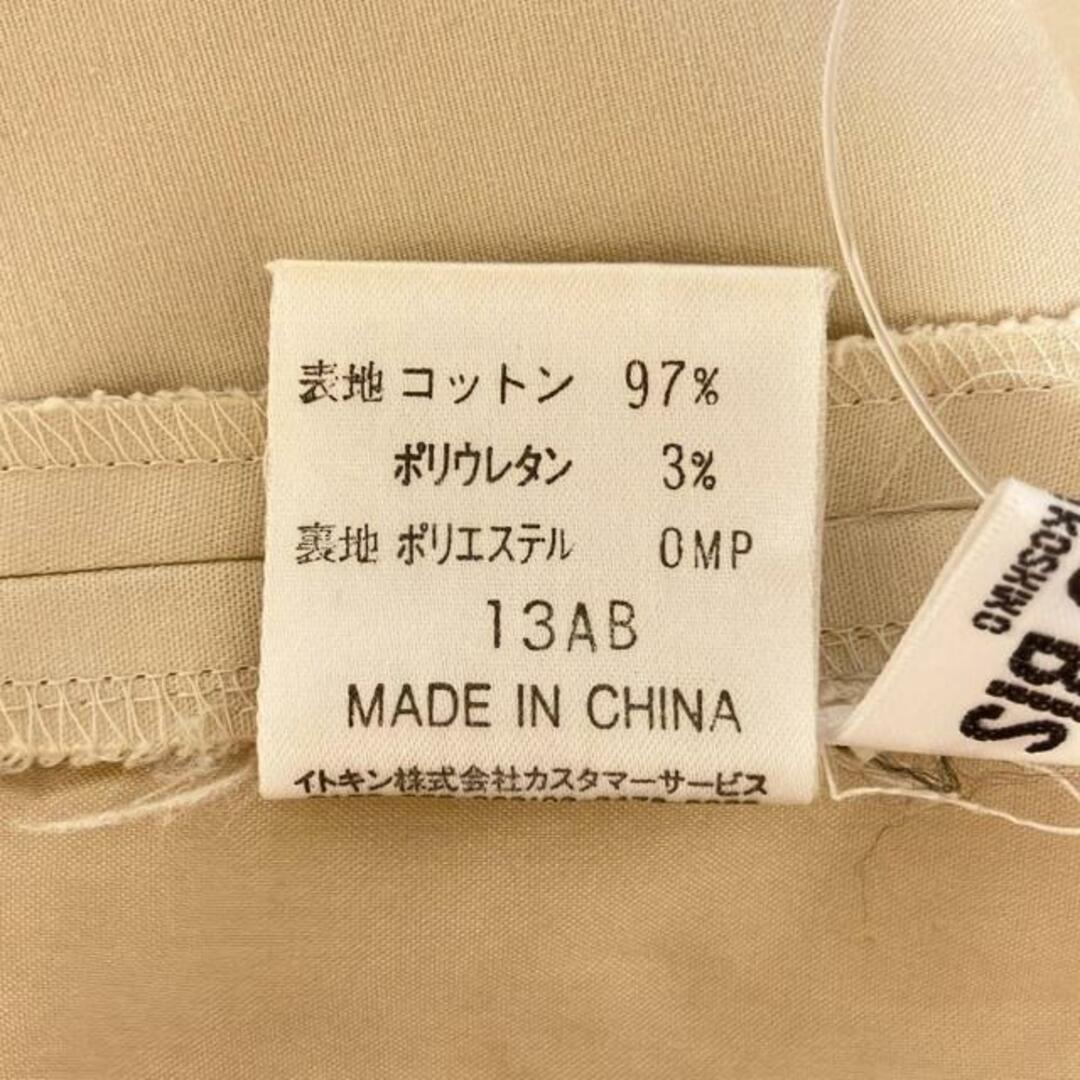 表地 コットン 97%
ポリウレタン 3%
裏地 ポリエステル 0MP
13AB
MADE IN CHINA
イトキン株式会社カスタマーサービス
KOSHINO
BIS